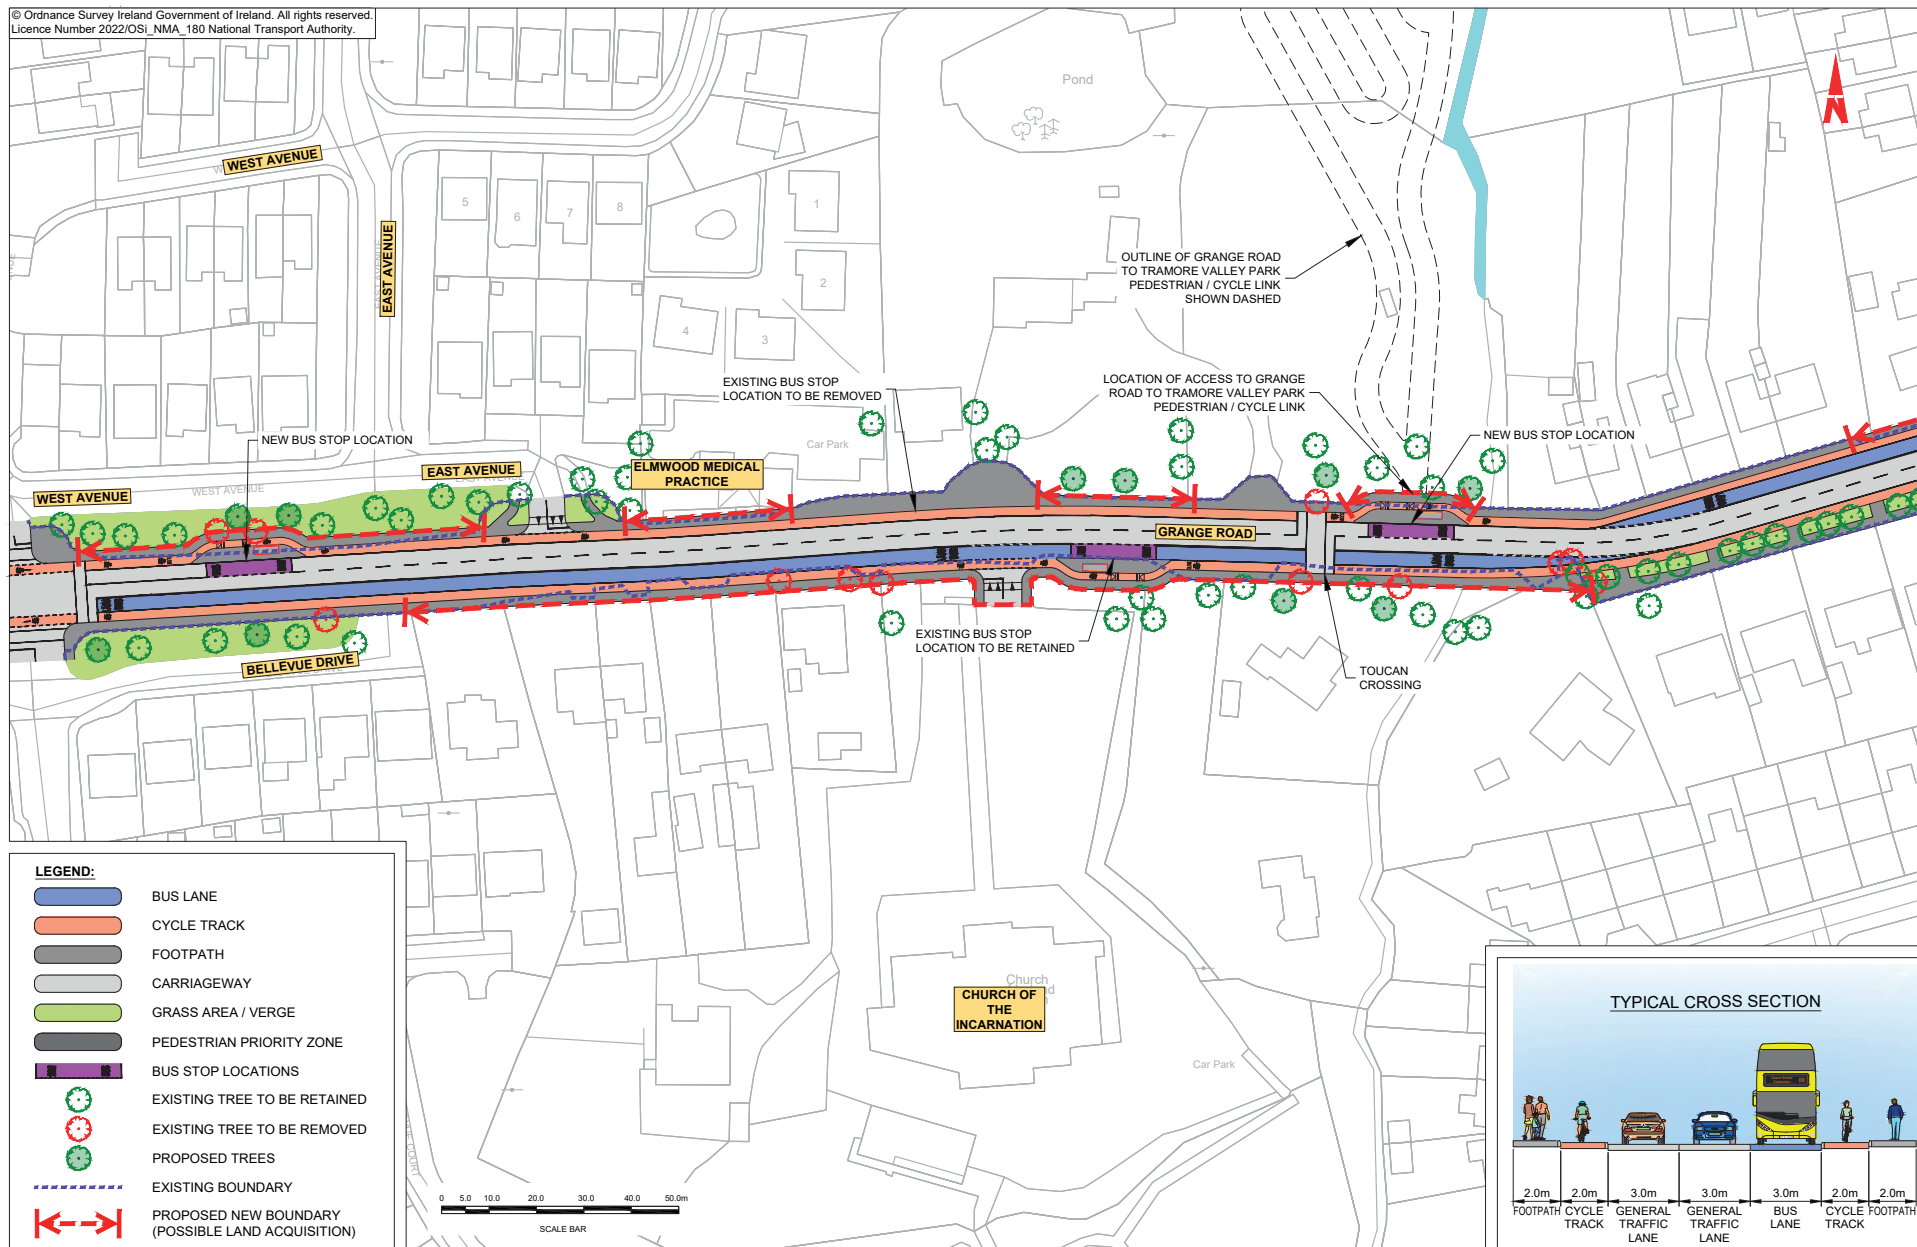 © Ordnance Survey Ireland Government of Ireland. All rights reserved.
Licence Number 2022/OSi_NMA_180 National Transport Authority.
Pond
WEST AVENUE
EAST AVENUE
5
6
7
8
1
2
3
4
OUTLINE OF GRANGE ROAD
TO TRAMORE VALLEY PARK
PEDESTRIAN / CYCLE LINK
SHOWN DASHED
EXISTING BUS STOP
LOCATION TO BE REMOVED
LOCATION OF ACCESS TO GRANGE
ROAD TO TRAMORE VALLEY PARK
PEDESTRIAN / CYCLE LINK
NEW BUS STOP LOCATION
NEW BUS STOP LOCATION
Car Park
EAST AVENUE
ELMWOOD MEDICAL
PRACTICE
WEST AVENUE
WEST AVENUE
GRANGE ROAD
EXISTING BUS STOP
LOCATION TO BE RETAINED
BELLEVUE DRIVE
TOUCAN
CROSSING
Church
CHURCH OF
THE
INCARNATION
Car Park
LEGEND:
BUS LANE
CYCLE TRACK
FOOTPATH
CARRIAGEWAY
GRASS AREA / VERGE
PEDESTRIAN PRIORITY ZONE
BUS STOP LOCATIONS
EXISTING TREE TO BE RETAINED
EXISTING TREE TO BE REMOVED
PROPOSED TREES
EXISTING BOUNDARY
PROPOSED NEW BOUNDARY
(POSSIBLE LAND ACQUISITION)
0 5.0 10.0 20.0 30.0 40.0 50.0m
SCALE BAR
TYPICAL CROSS SECTION
2.0m 2.0m 3.0m 3.0m 3.0m 2.0m 2.0m
FOOTPATH CYCLE TRACK GENERAL TRAFFIC LANE GENERAL TRAFFIC LANE BUS LANE CYCLE TRACK FOOTPATH
N